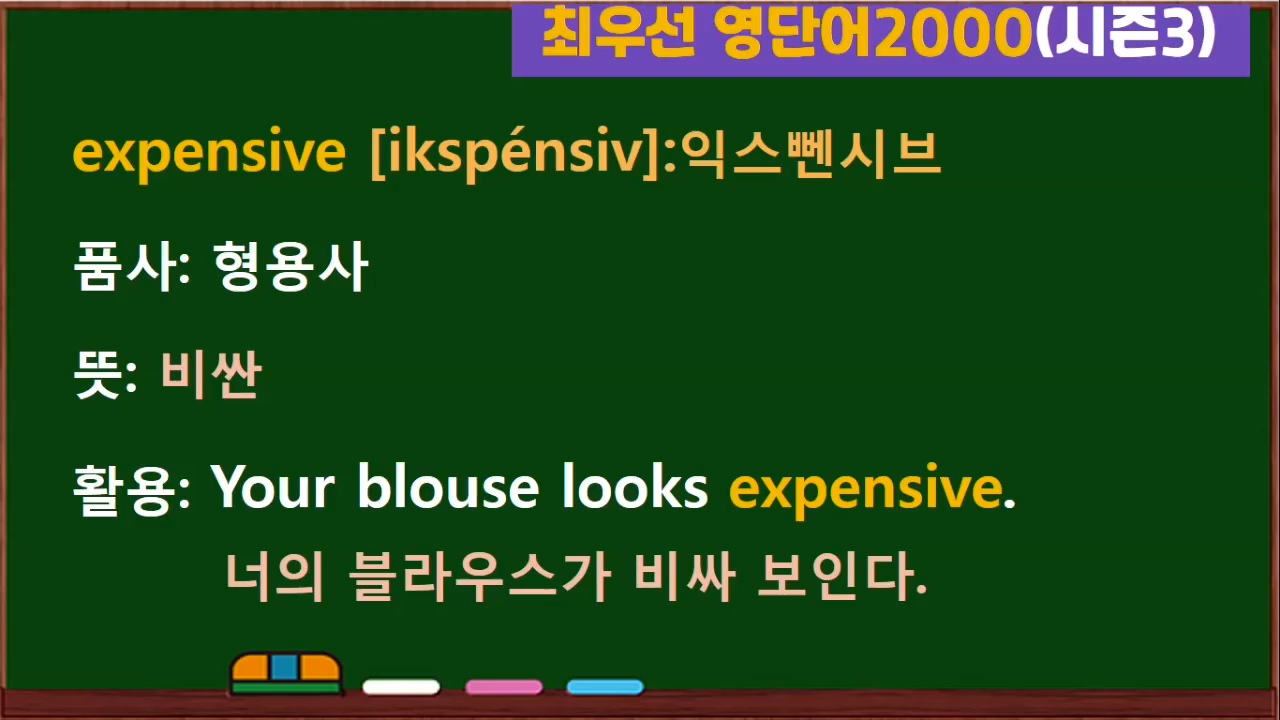 최우선 영단어2000(시즌3)
expensive [ikspénsiv]:익스뻰시브
품사: 형용사
뜻: 비싼
활용: Your blouse looks expensive.
너의 블라우스가 비싸 보인다.